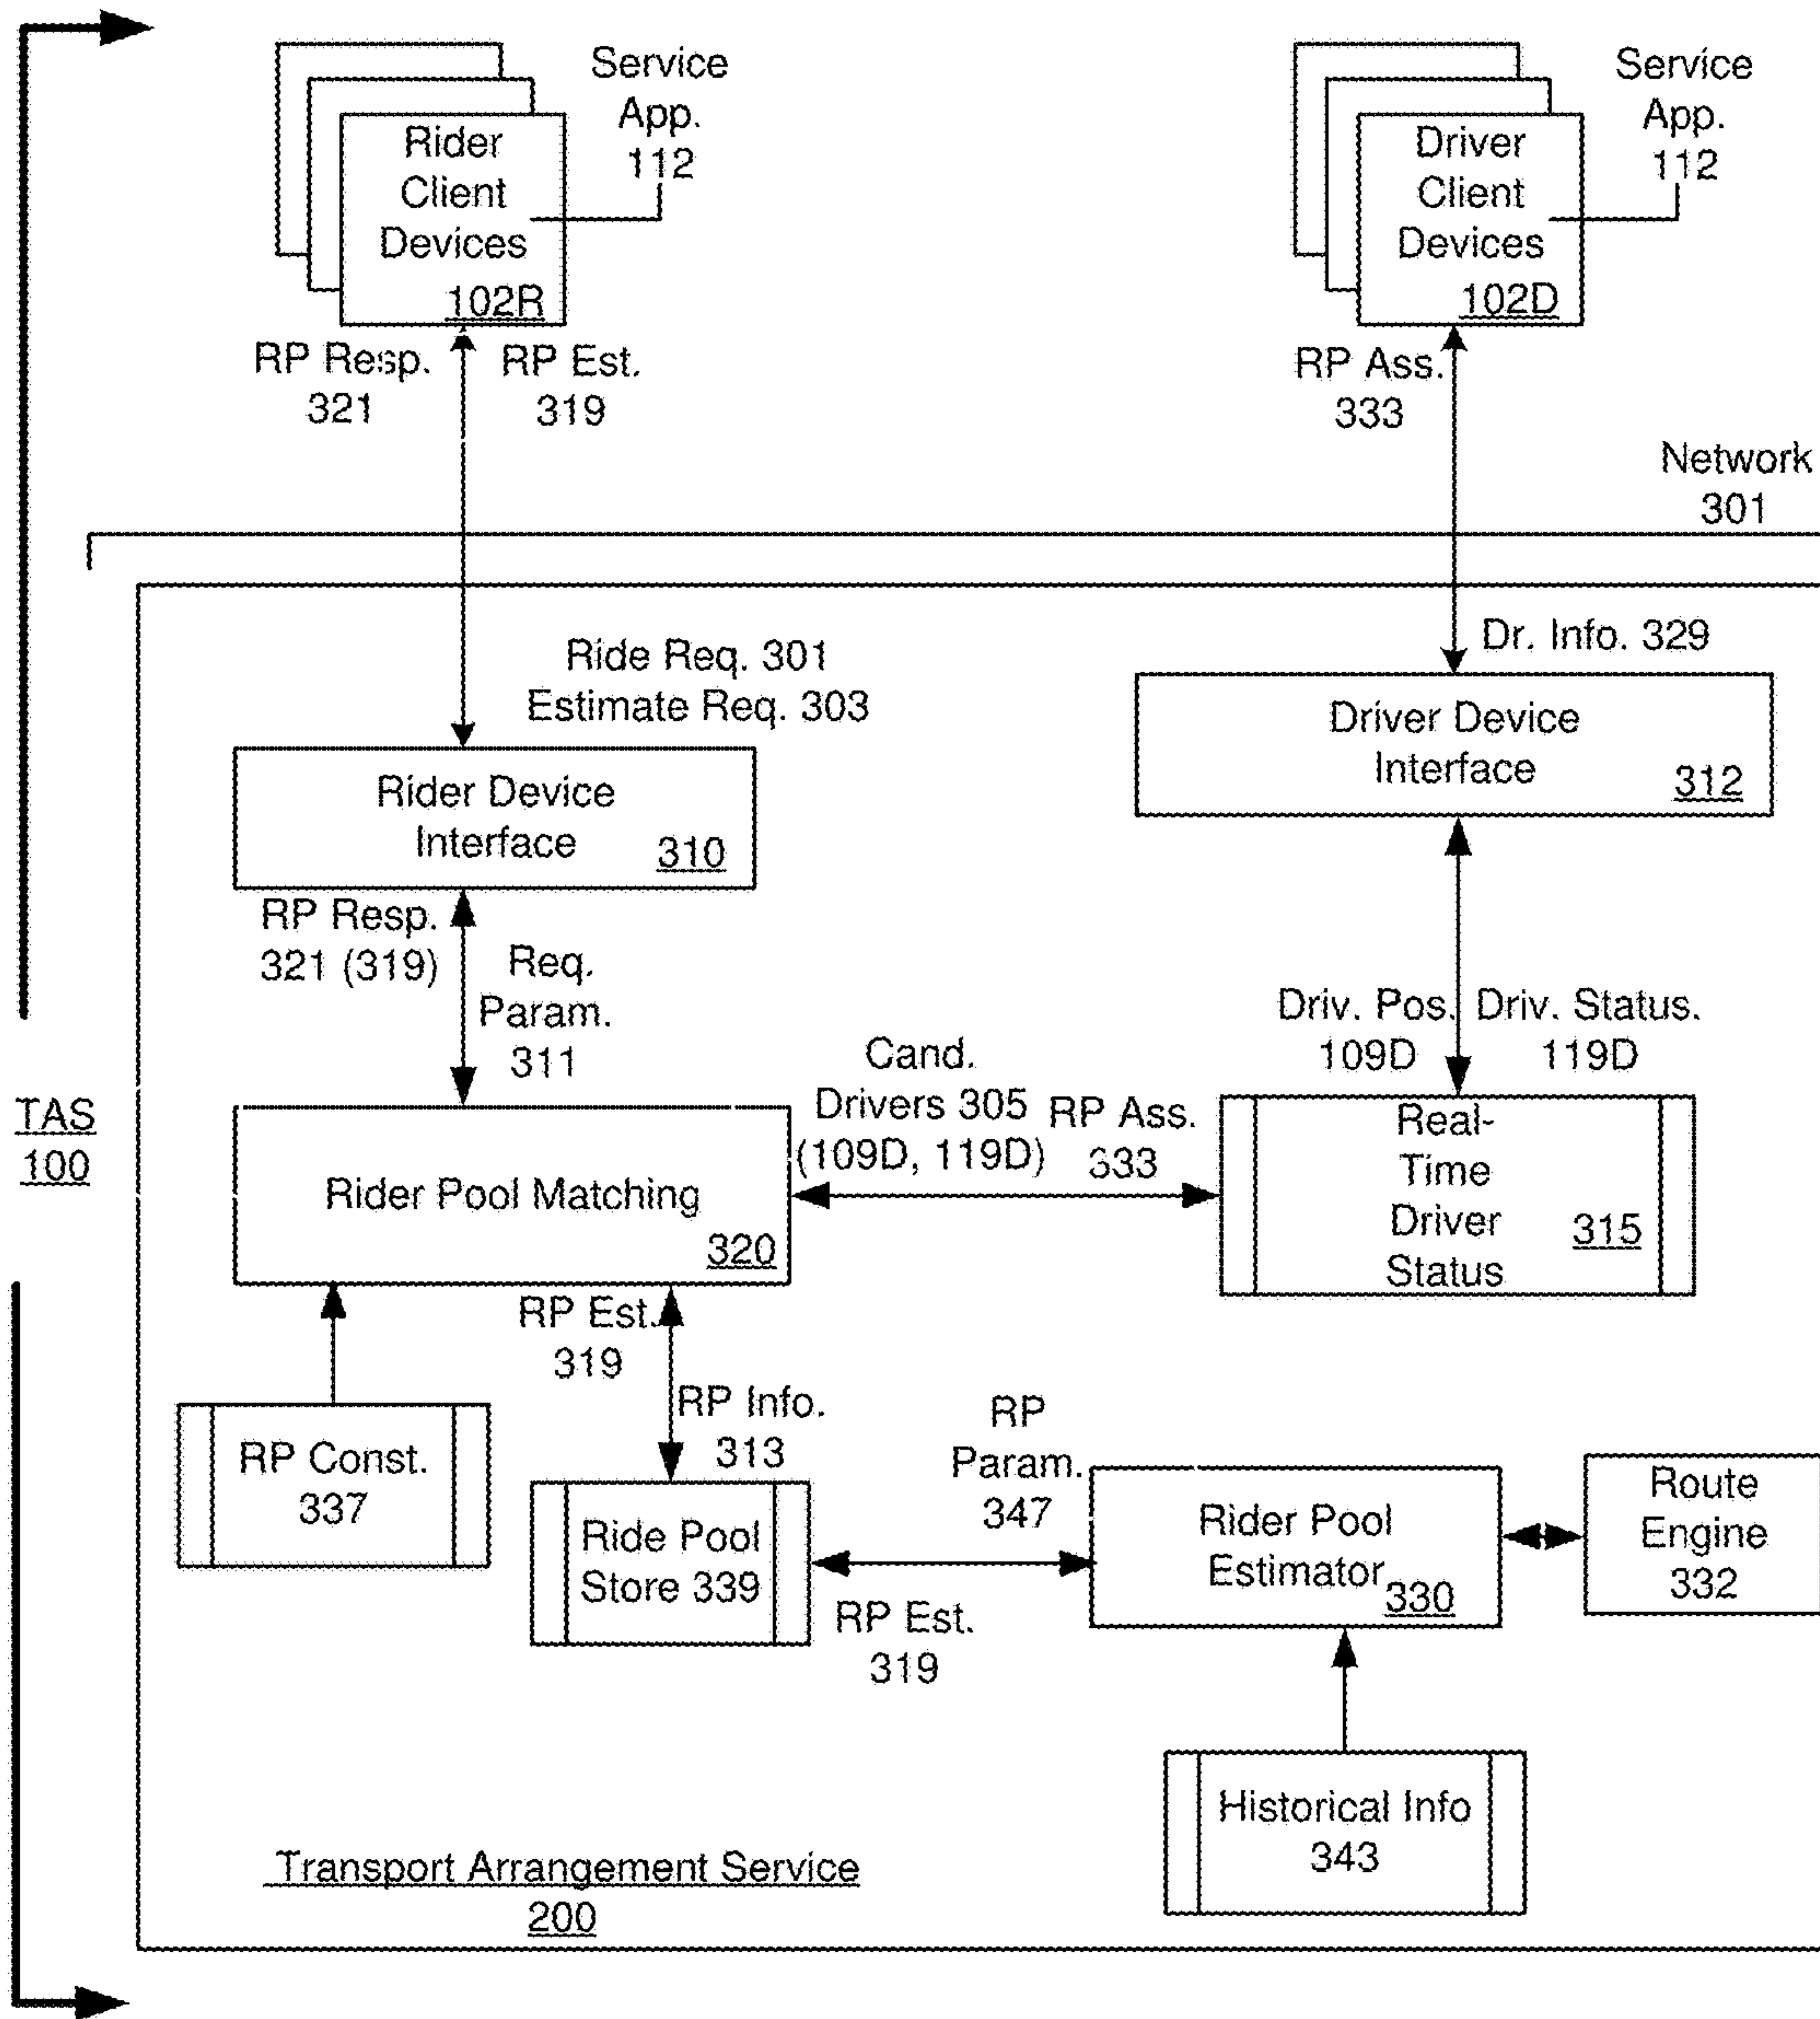 Service
App.
112
Rider
Client
Devices
102R
Service
App.
112
Driver
Client
Devices
102D
RP Resp.
321
RP Est.
319
RP Ass.
333
Network
301
Ride Req. 301
Estimate Req. 303
Dr. Info. 329
Rider Device
Interface
310
Driver Device
Interface
312
RP Resp.
321 (319)
Req.
Param.
311
Driv. Pos.
109D
Driv. Status.
119D
TAS
100
Cand.
Drivers 305
(109D, 119D)
RP Ass.
333
Rider Pool Matching
320
Real-
Time
Driver
Status
315
RP Est.
319
RP Info.
313
RP Const.
337
Ride Pool
Store 339
RP
Param.
347
RP Est.
319
Rider Pool
Estimator
330
Route
Engine
332
Historical Info
343
Transport Arrangement Service
200